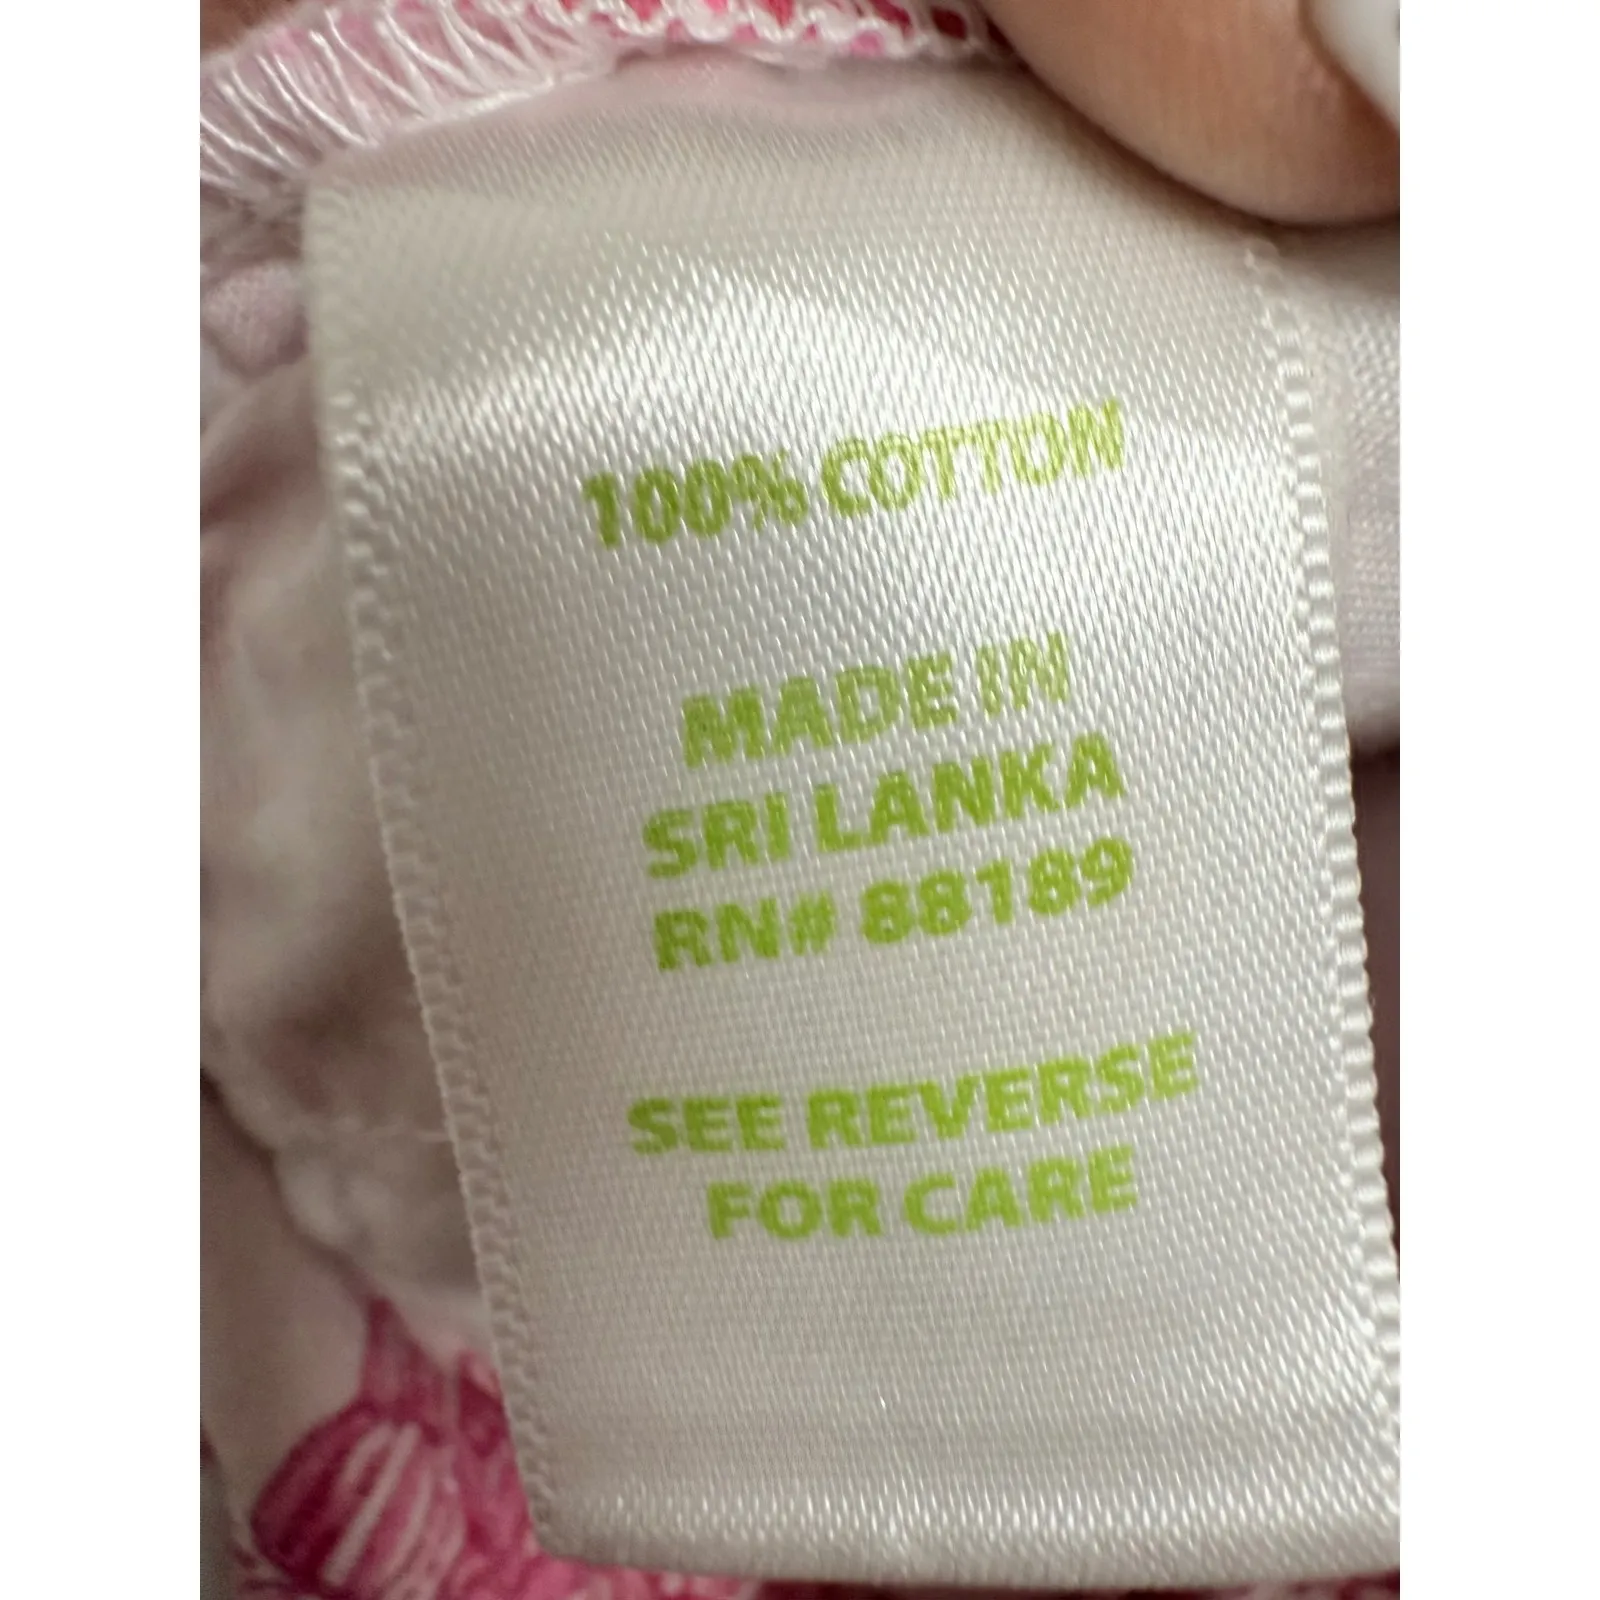 100% COTTON
MADE IN
SRI LANKA
RN# 88189
SEE REVERSE
FOR CARE